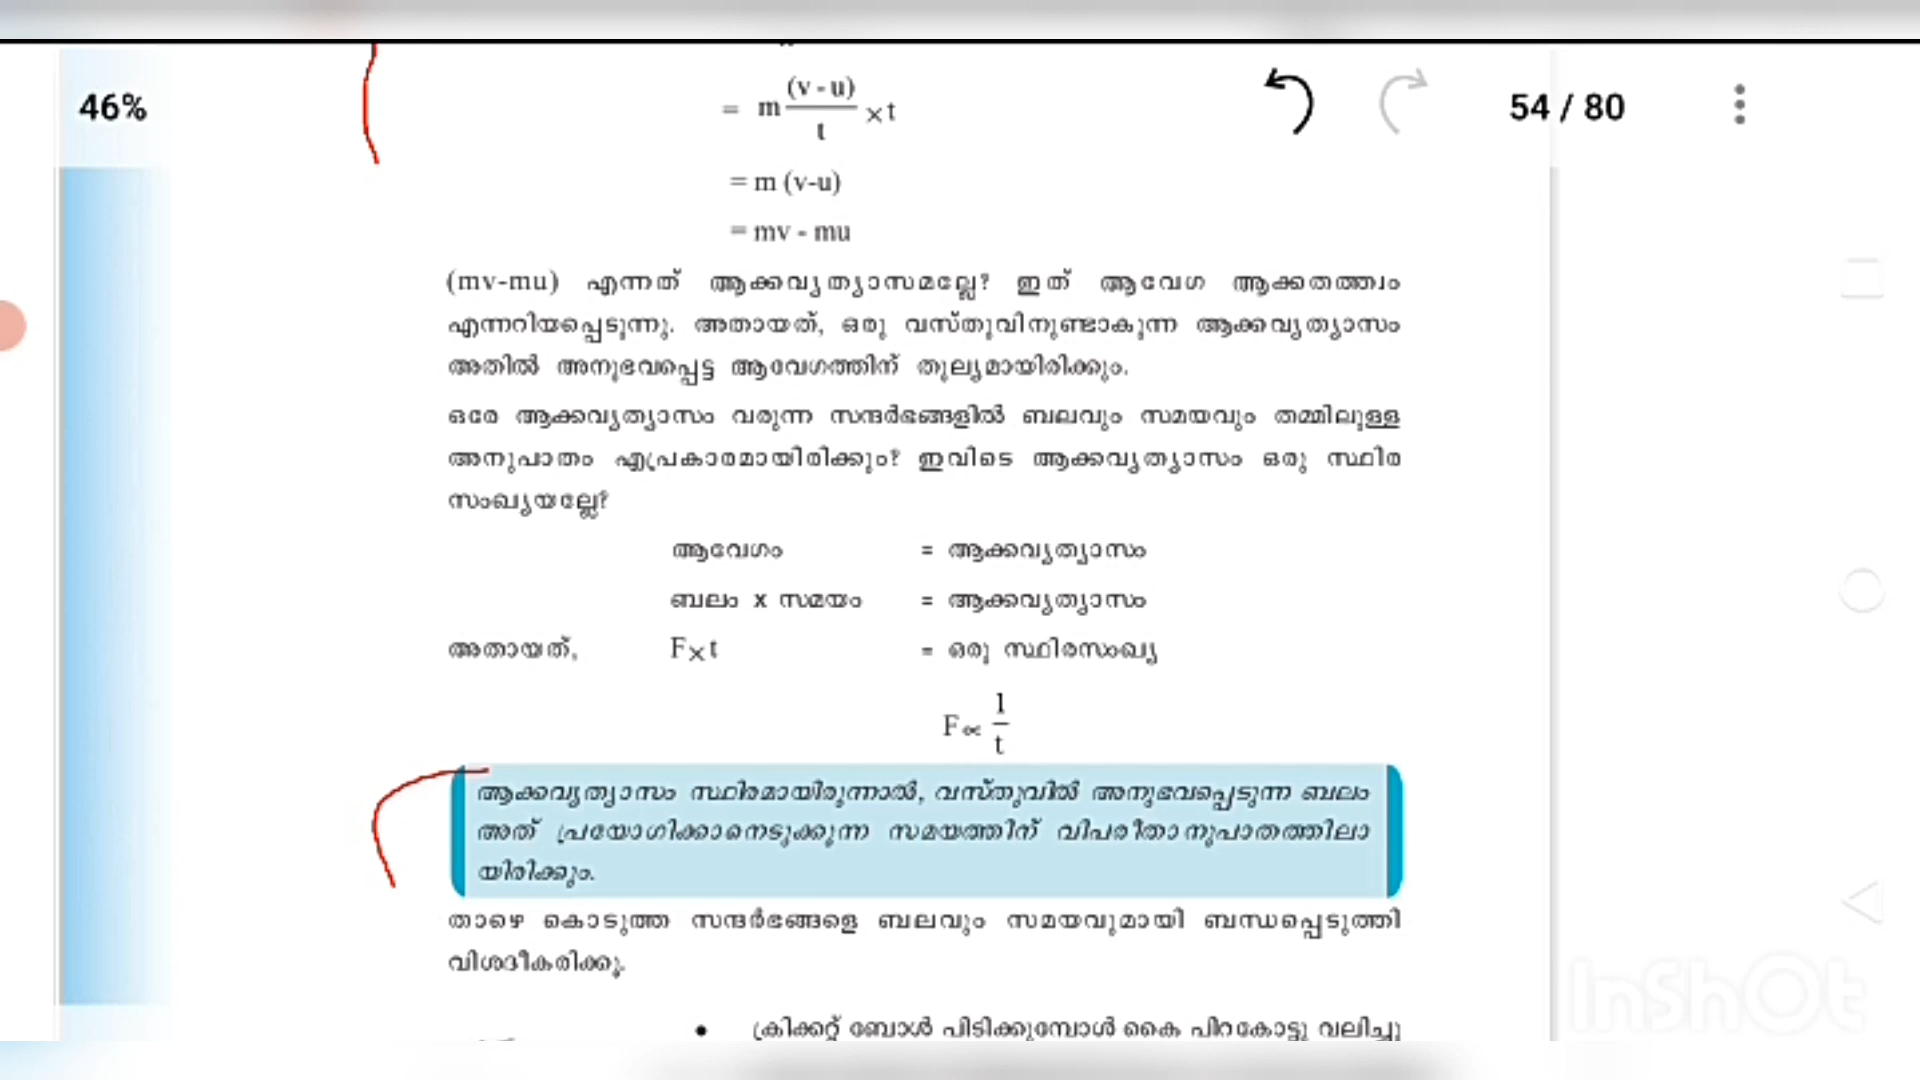 46%
54 / 80
= m (v - u) / t × t
= m (v-u)
= mv - mu
(mv-mu) എന്നത് ആക്കവ്യത്യാസമല്ലേ? ഇത് ആവേഗ ആക്കതത്ത്വം
എന്നറിയപ്പെടുന്നു. അതായത്, ഒരു വസ്തുവിനുണ്ടാകുന്ന ആക്കവ്യത്യാസം
അതിൽ അനുഭവപ്പെട്ട ആവേഗത്തിന് തുല്യമായിരിക്കും.
ഒരേ ആക്കവ്യത്യാസം വരുന്ന സന്ദർഭങ്ങളിൽ ബലവും സമയവും തമ്മിലുള്ള
അനുപാതം എപ്രകാരമായിരിക്കും? ഇവിടെ ആക്കവ്യത്യാസം ഒരു സ്ഥിര
സംഖ്യയല്ലേ?
ആവേഗം = ആക്കവ്യത്യാസം
ബലം x സമയം = ആക്കവ്യത്യാസം
അതായത്, F×t = ഒരു സ്ഥിരസംഖ്യ
F∝ 1/t
ആക്കവ്യത്യാസം സ്ഥിരമായിരുന്നാൽ, വസ്തുവിൽ അനുഭവപ്പെടുന്ന ബലം
അത് പ്രയോഗിക്കാനെടുക്കുന്ന സമയത്തിന് വിപരീതാനുപാതത്തിലാ
യിരിക്കും.
താഴെ കൊടുത്ത സന്ദർഭങ്ങളെ ബലവും സമയവുമായി ബന്ധപ്പെടുത്തി
വിശദീകരിക്കൂ.
• ക്രിക്കറ്റ് ബോൾ പിടിക്കുമ്പോൾ കൈ പിറകോട്ടു വലിച്ചു
InShOt